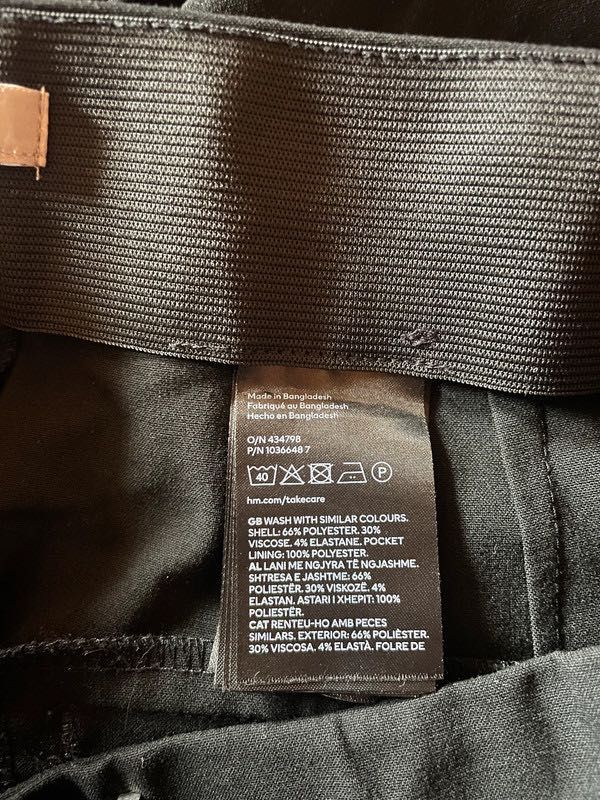 Made in Bangladesh
Fabriqué au Bangladesh
Hecho en Bangladesh
O/N 434798
P/N 1036648 7
40 P
hm.com/takecare
GB WASH WITH SIMILAR COLOURS.
SHELL: 66% POLYESTER. 30%
VISCOSE. 4% ELASTANE. POCKET
LINING: 100% POLYESTER.
AL LANI ME NGJYRA TË NGJASHME.
SHTRESA E JASHTME: 66%
POLIESTËR. 30% VISKOZË. 4%
ELASTAN. ASTARI I XHEPIT: 100%
POLIESTËR.
CAT RENTEU-HO AMB PECES
SIMILARS. EXTERIOR: 66% POLIÈSTER.
30% VISCOSA. 4% ELASTÀ. FOLRE DE